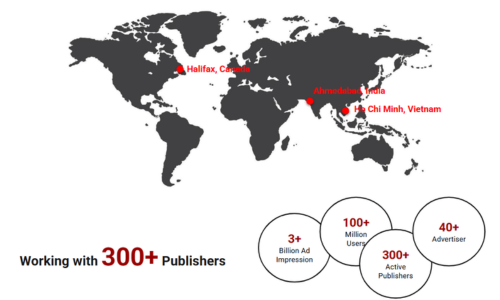 Halifax, Canada
Ahmedabad, India
Ho Chi Minh, Vietnam
Working with 300+ Publishers
3+
Billion Ad
Impression
100+
Million
Users
300+
Active
Publishers
40+
Advertiser